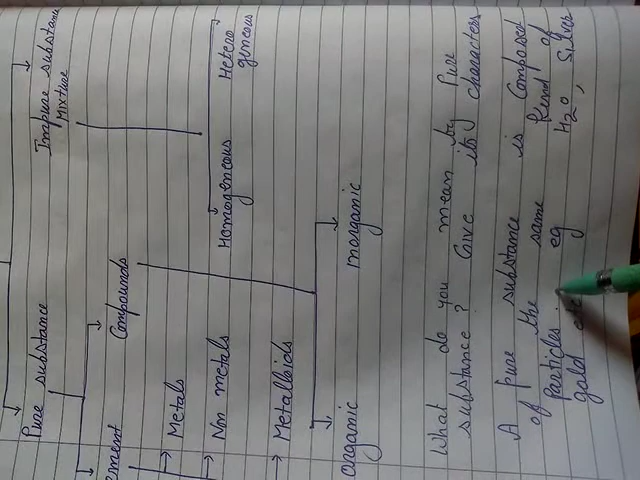 Pure substance
Impure substance
Mixture
ement
Compounds
Metals
Non metals
Metalloids
Homogeneous
Hetero
geneous
organic
inorganic
What do you mean by Pure
substance? Give its characters
A pure substance is Composed
of the same Kind of
particles. eg H2O, Silver
gold etc